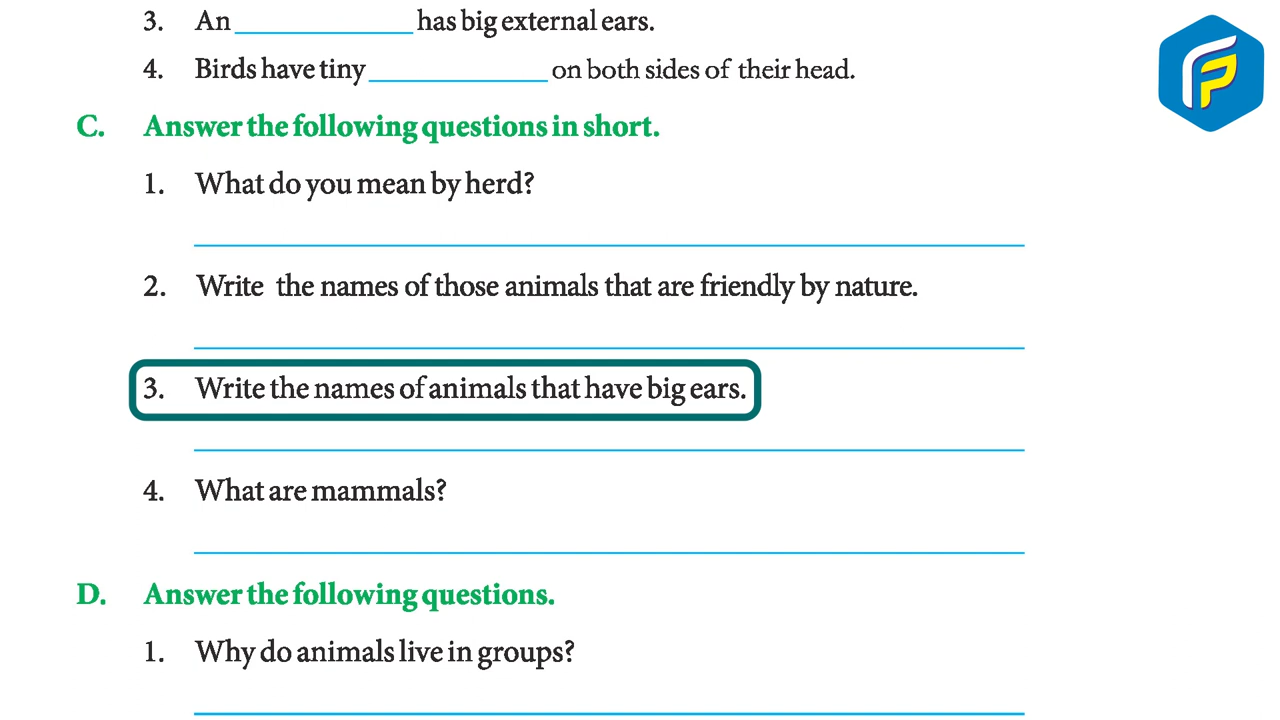 3. An ____________ has big external ears.
4. Birds have tiny ____________ on both sides of their head.
C. Answer the following questions in short.
1. What do you mean by herd?
2. Write the names of those animals that are friendly by nature.
3. Write the names of animals that have big ears.
4. What are mammals?
D. Answer the following questions.
1. Why do animals live in groups?